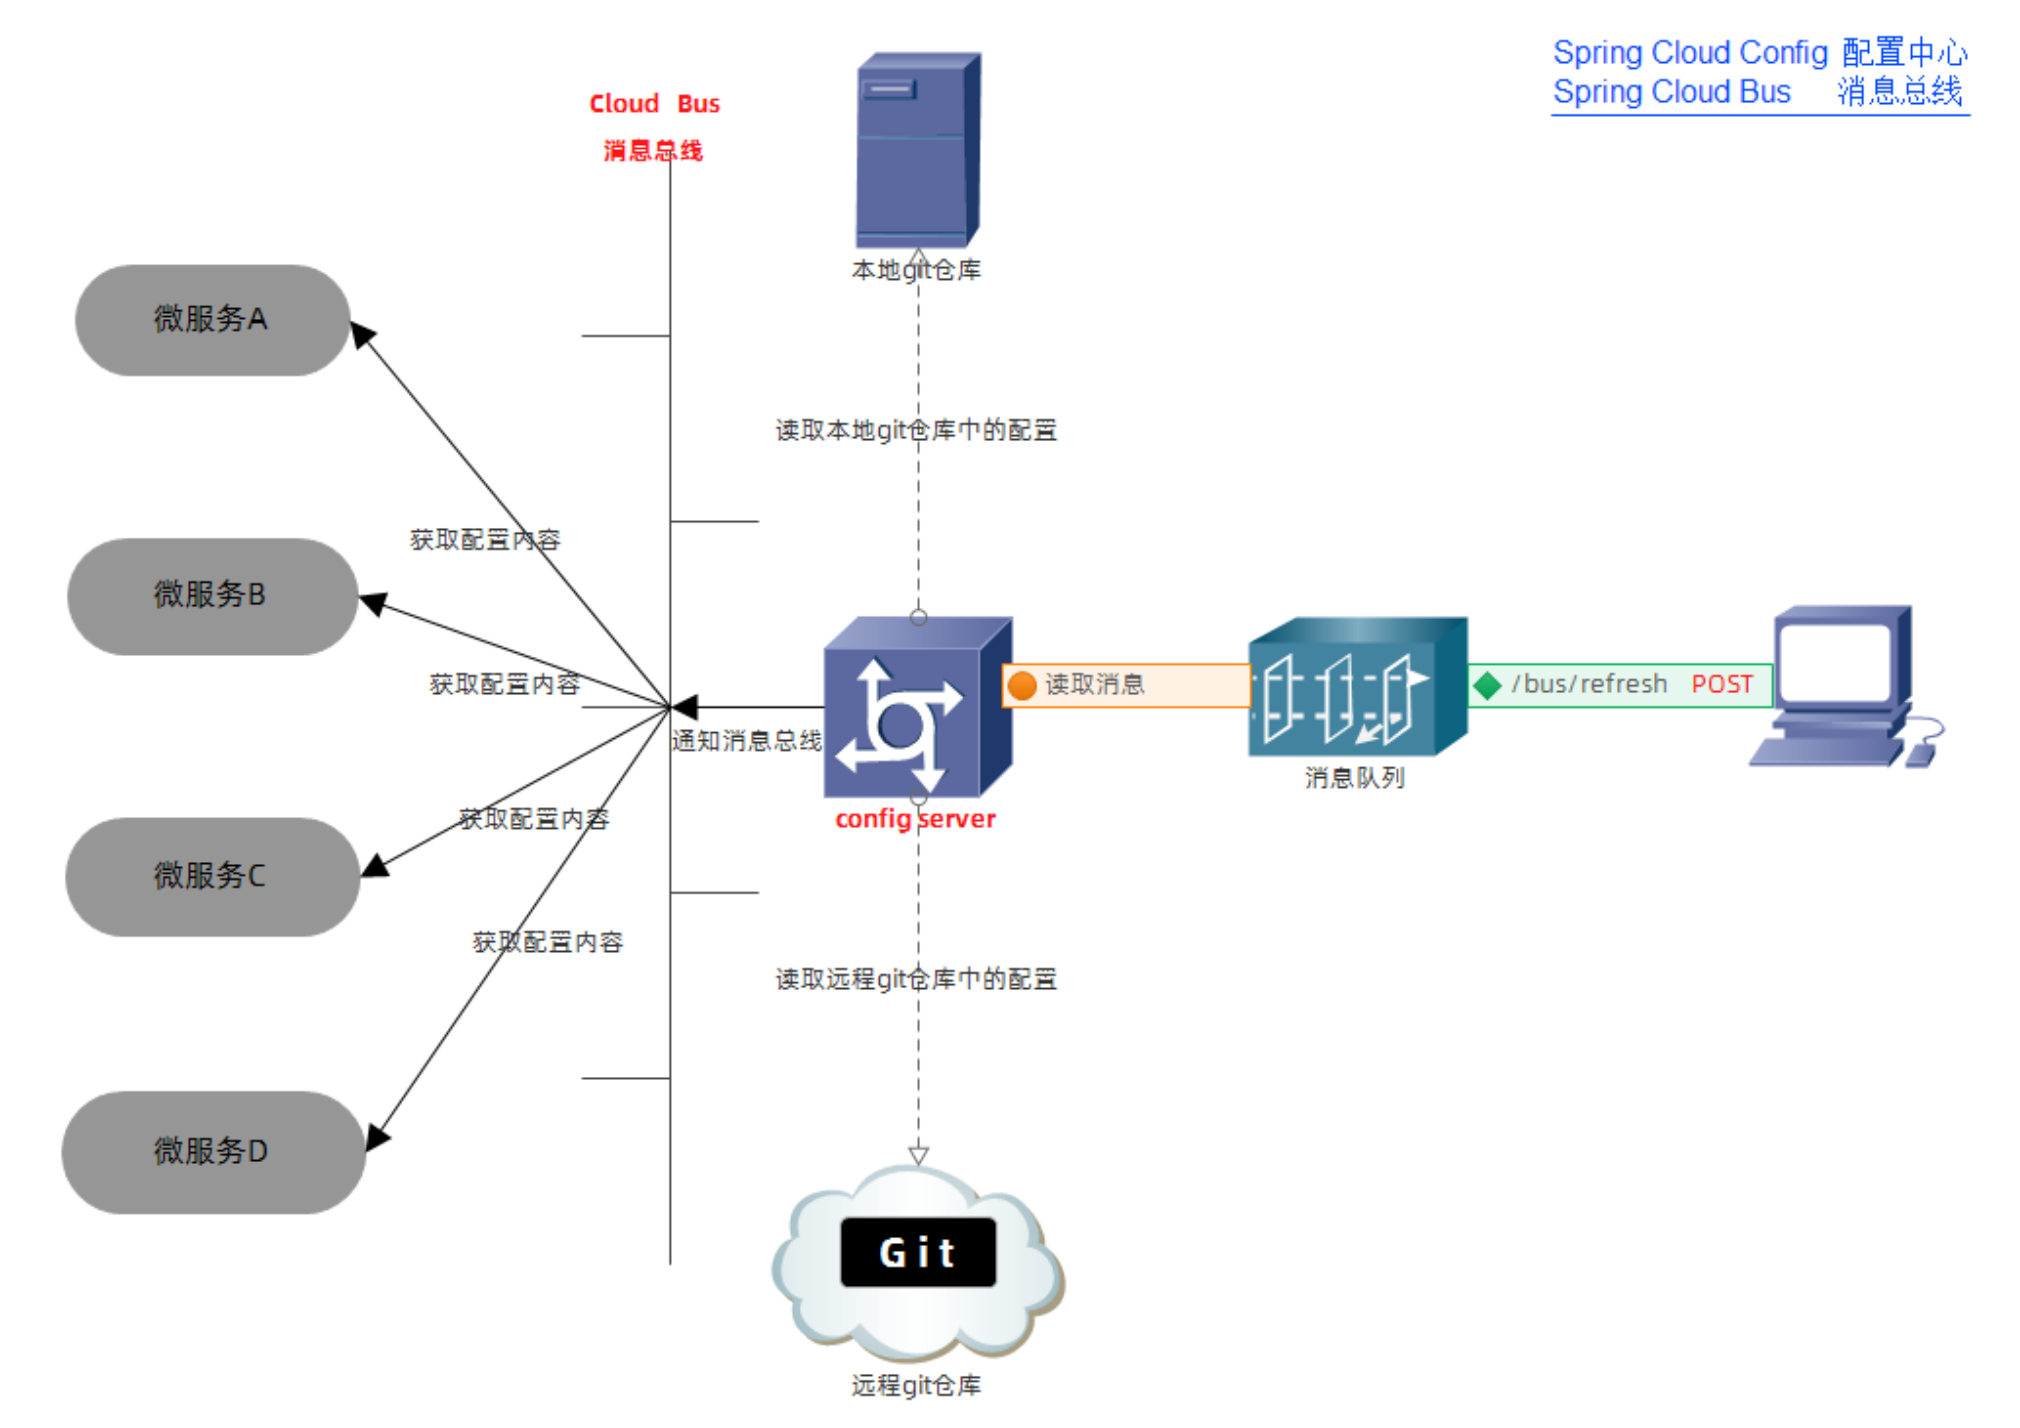 Spring Cloud Config 配置中心
Spring Cloud Bus 消息总线
Cloud Bus
消息总线
本地git仓库
微服务A
读取本地git仓库中的配置
获取配置内容
微服务B
获取配置内容
读取消息
/bus/refresh POST
通知消息总线
消息队列
config server
获取配置内容
微服务C
获取配置内容
读取远程git仓库中的配置
微服务D
Git
远程git仓库